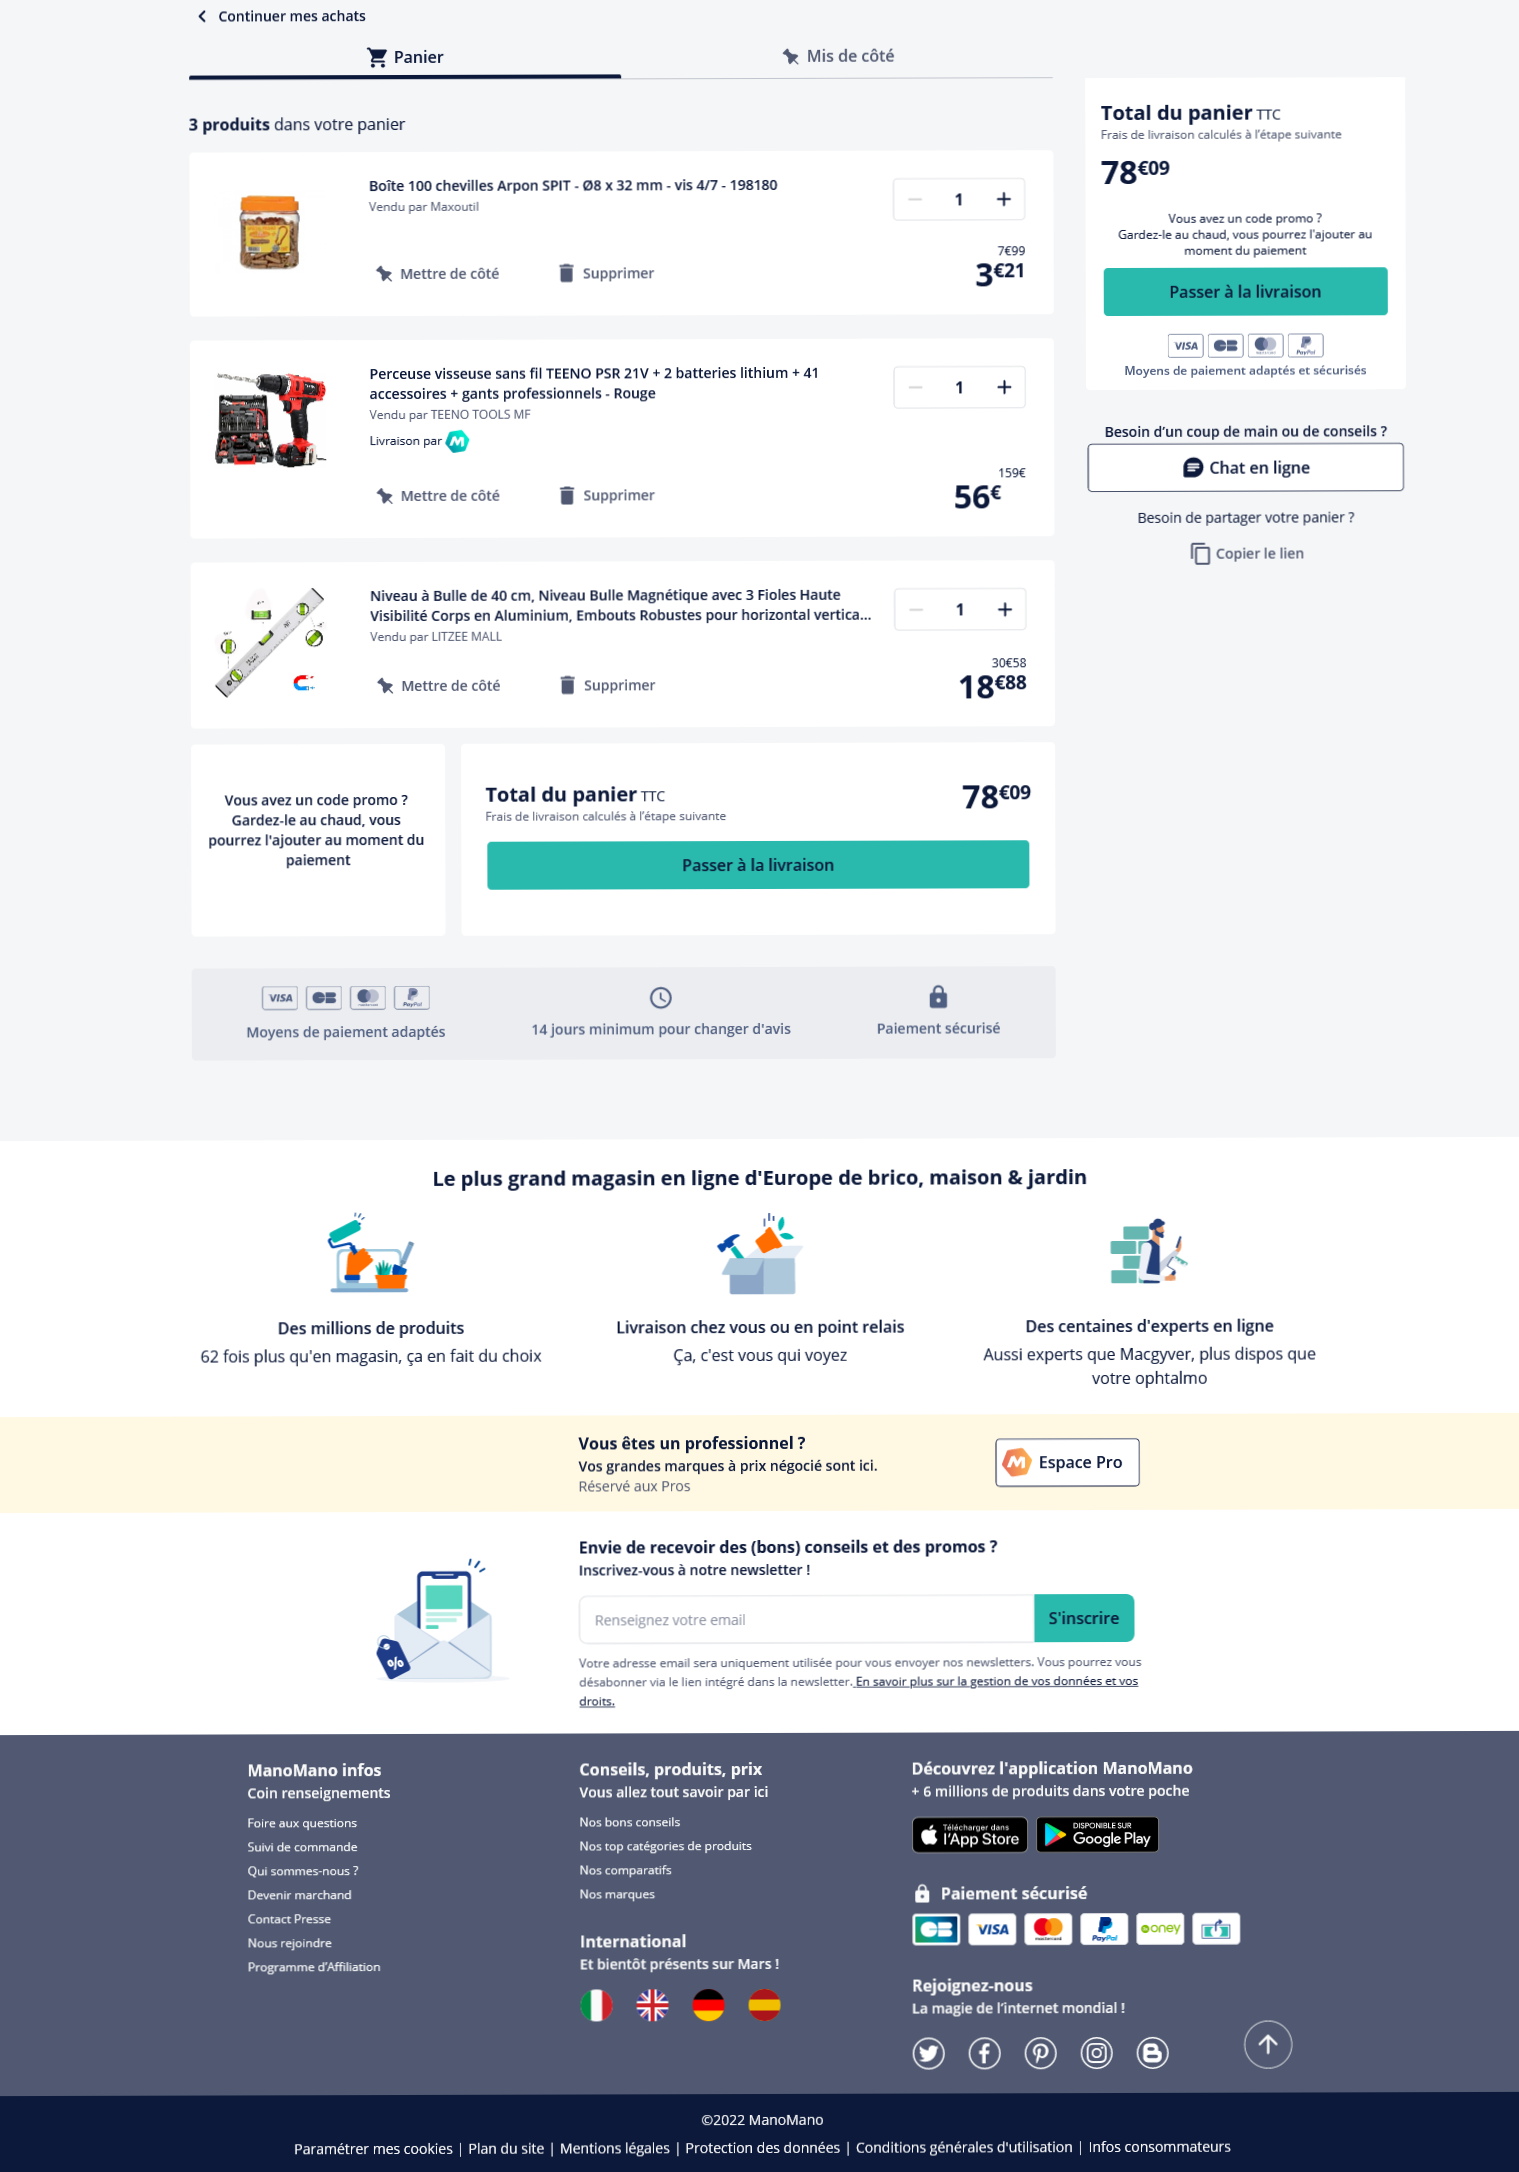 Continuer mes achats
Panier
Mis de côté
3 produits dans votre panier
Boîte 100 chevilles Arpon SPIT - Ø8 x 32 mm - vis 4/7 - 198180
Vendu par Maxoutil
1
Mettre de côté
Supprimer
7€99
3€21
Perceuse visseuse sans fil TEENO PSR 21V + 2 batteries lithium + 41
accessoires + gants professionnels - Rouge
Vendu par TEENO TOOLS MF
Livraison par
1
Mettre de côté
Supprimer
159€
56€
Niveau à Bulle de 40 cm, Niveau Bulle Magnétique avec 3 Fioles Haute
Visibilité Corps en Aluminium, Embouts Robustes pour horizontal vertica...
Vendu par LITZEE MALL
1
Mettre de côté
Supprimer
30€58
18€88
Vous avez un code promo ?
Gardez-le au chaud, vous
pourrez l'ajouter au moment du
paiement
Total du panier TTC
Frais de livraison calculés à l'étape suivante
78€09
Passer à la livraison
VISA
CB
PayPal
Moyens de paiement adaptés
14 jours minimum pour changer d'avis
Paiement sécurisé
Total du panier TTC
Frais de livraison calculés à l'étape suivante
78€09
Vous avez un code promo ?
Gardez-le au chaud, vous pourrez l'ajouter au
moment du paiement
Passer à la livraison
VISA
CB
PayPal
Moyens de paiement adaptés et sécurisés
Besoin d'un coup de main ou de conseils ?
Chat en ligne
Besoin de partager votre panier ?
Copier le lien
Le plus grand magasin en ligne d'Europe de brico, maison & jardin
Des millions de produits
62 fois plus qu'en magasin, ça en fait du choix
Livraison chez vous ou en point relais
Ça, c'est vous qui voyez
Des centaines d'experts en ligne
Aussi experts que Macgyver, plus dispos que
votre ophtalmo
Vous êtes un professionnel ?
Vos grandes marques à prix négocié sont ici.
Réservé aux Pros
Espace Pro
Envie de recevoir des (bons) conseils et des promos ?
Inscrivez-vous à notre newsletter !
Renseignez votre email
S'inscrire
Votre adresse email sera uniquement utilisée pour vous envoyer nos newsletters. Vous pourrez vous
désabonner via le lien intégré dans la newsletter. En savoir plus sur la gestion de vos données et vos
droits.
%
ManoMano infos
Coin renseignements
Foire aux questions
Suivi de commande
Qui sommes-nous ?
Devenir marchand
Contact Presse
Nous rejoindre
Programme d'Affiliation
Conseils, produits, prix
Vous allez tout savoir par ici
Nos bons conseils
Nos top catégories de produits
Nos comparatifs
Nos marques
International
Et bientôt présents sur Mars !
Découvrez l'application ManoMano
+ 6 millions de produits dans votre poche
Télécharger dans
l'App Store
DISPONIBLE SUR
Google Play
Paiement sécurisé
CB
VISA
mastercard
PayPal
oney
Rejoignez-nous
La magie de l'internet mondial !
©2022 ManoMano
Paramétrer mes cookies | Plan du site | Mentions légales | Protection des données | Conditions générales d'utilisation | Infos consommateurs